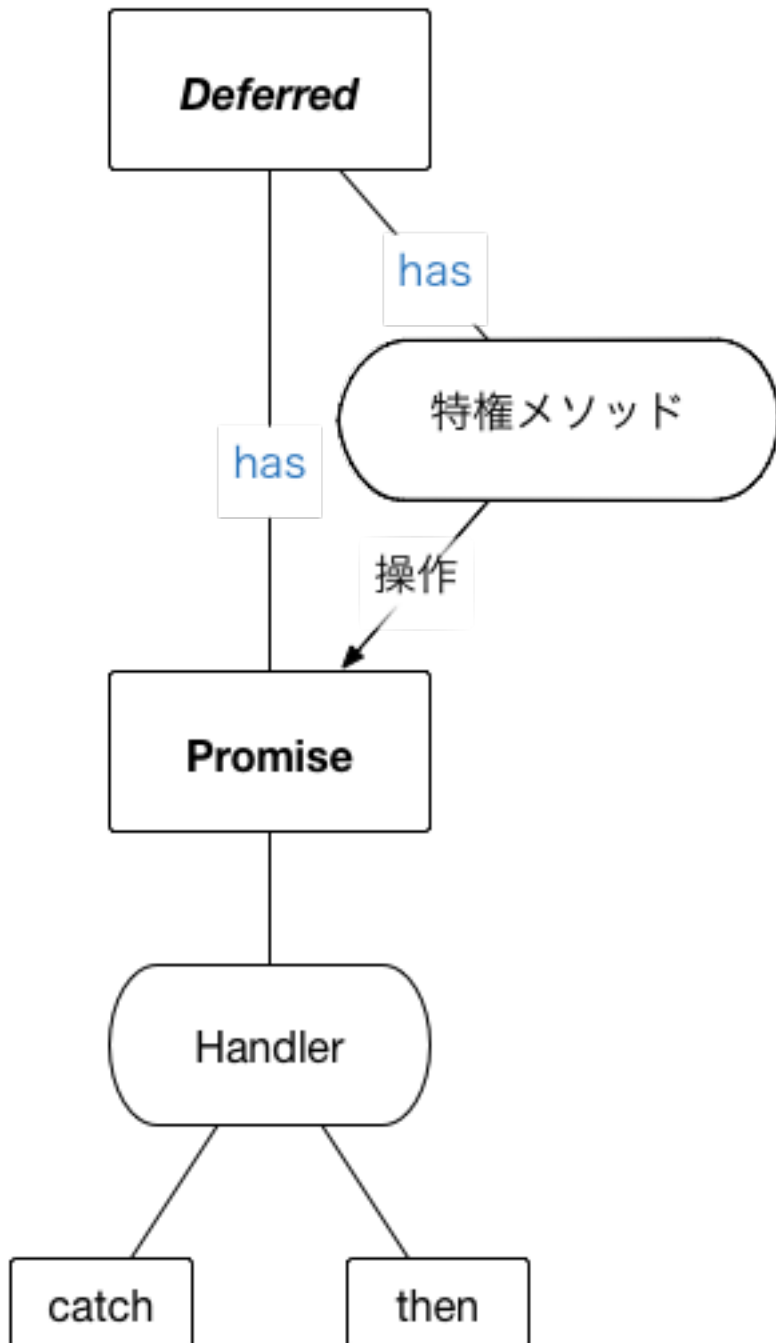 Deferred
has
特権メソッド
has
操作
Promise
Handler
catch
then